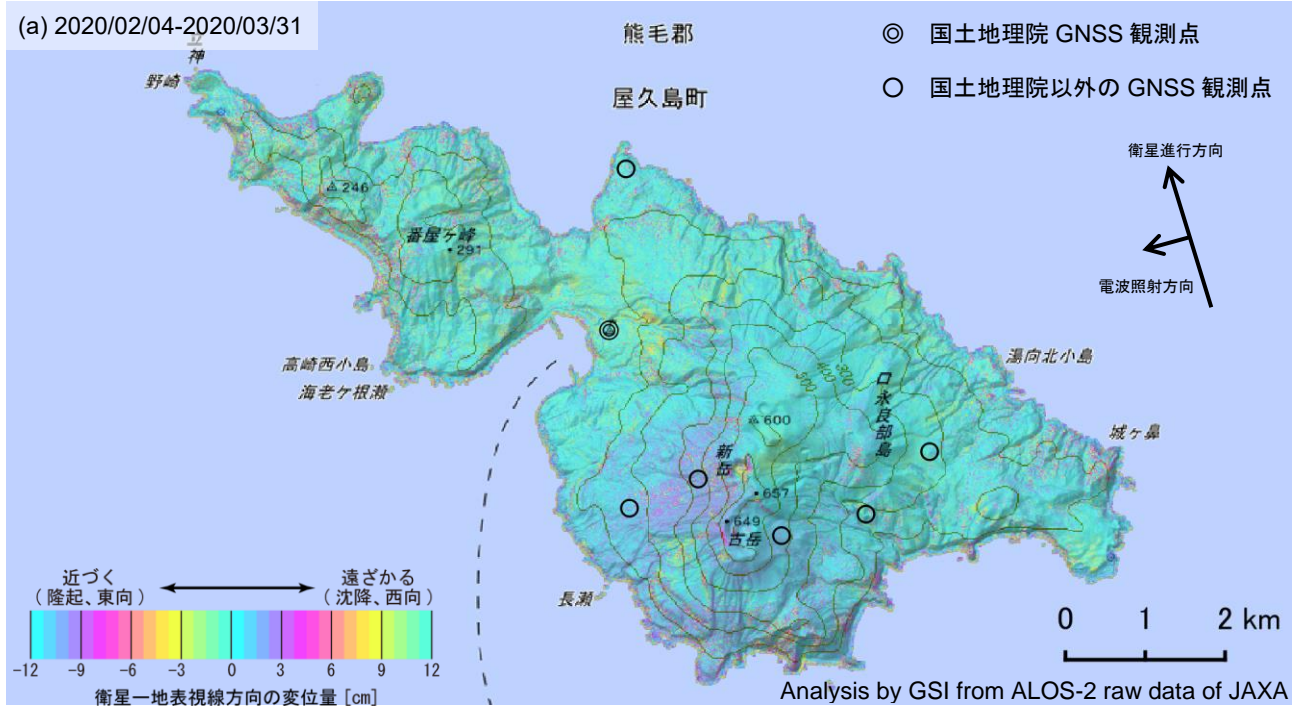 (a) 2020/02/04-2020/03/31
熊毛郡
屋久島町
◎ 国土地理院 GNSS 観測点
○ 国土地理院以外の GNSS 観測点
衛星進行方向
電波照射方向
立
神
野崎
246
番屋ヶ峰
291
高崎西小島
海老ケ根瀬
湯向北小島
城ヶ鼻
口永良部島
300
400
500
600
新岳
657
649
古岳
長瀬
近づく
(隆起、東向)
遠ざかる
(沈降、西向)
-12 -9 -6 -3 0 3 6 9 12
衛星―地表視線方向の変位量 [cm]
0 1 2 km
Analysis by GSI from ALOS-2 raw data of JAXA